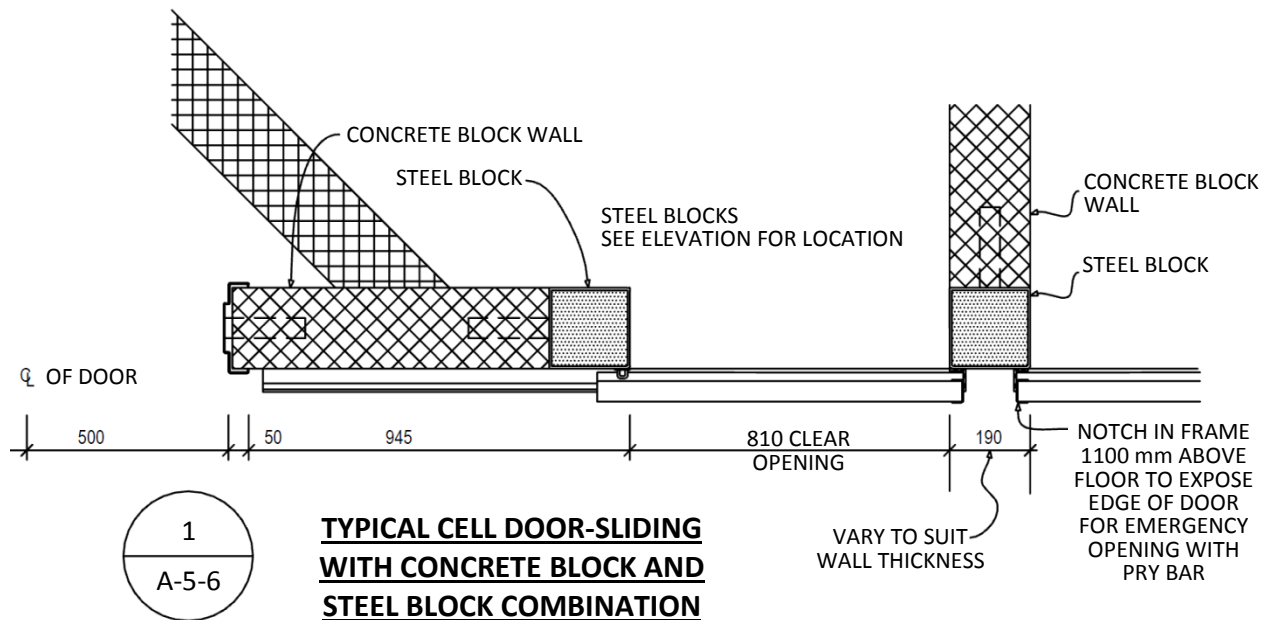 CONCRETE BLOCK WALL
STEEL BLOCK
STEEL BLOCKS
SEE ELEVATION FOR LOCATION
CONCRETE BLOCK
WALL
STEEL BLOCK
℄ OF DOOR
500
50
945
810 CLEAR
OPENING
190
NOTCH IN FRAME
1100 mm ABOVE
FLOOR TO EXPOSE
EDGE OF DOOR
FOR EMERGENCY
OPENING WITH
PRY BAR
VARY TO SUIT
WALL THICKNESS
1
A-5-6
TYPICAL CELL DOOR-SLIDING
WITH CONCRETE BLOCK AND
STEEL BLOCK COMBINATION